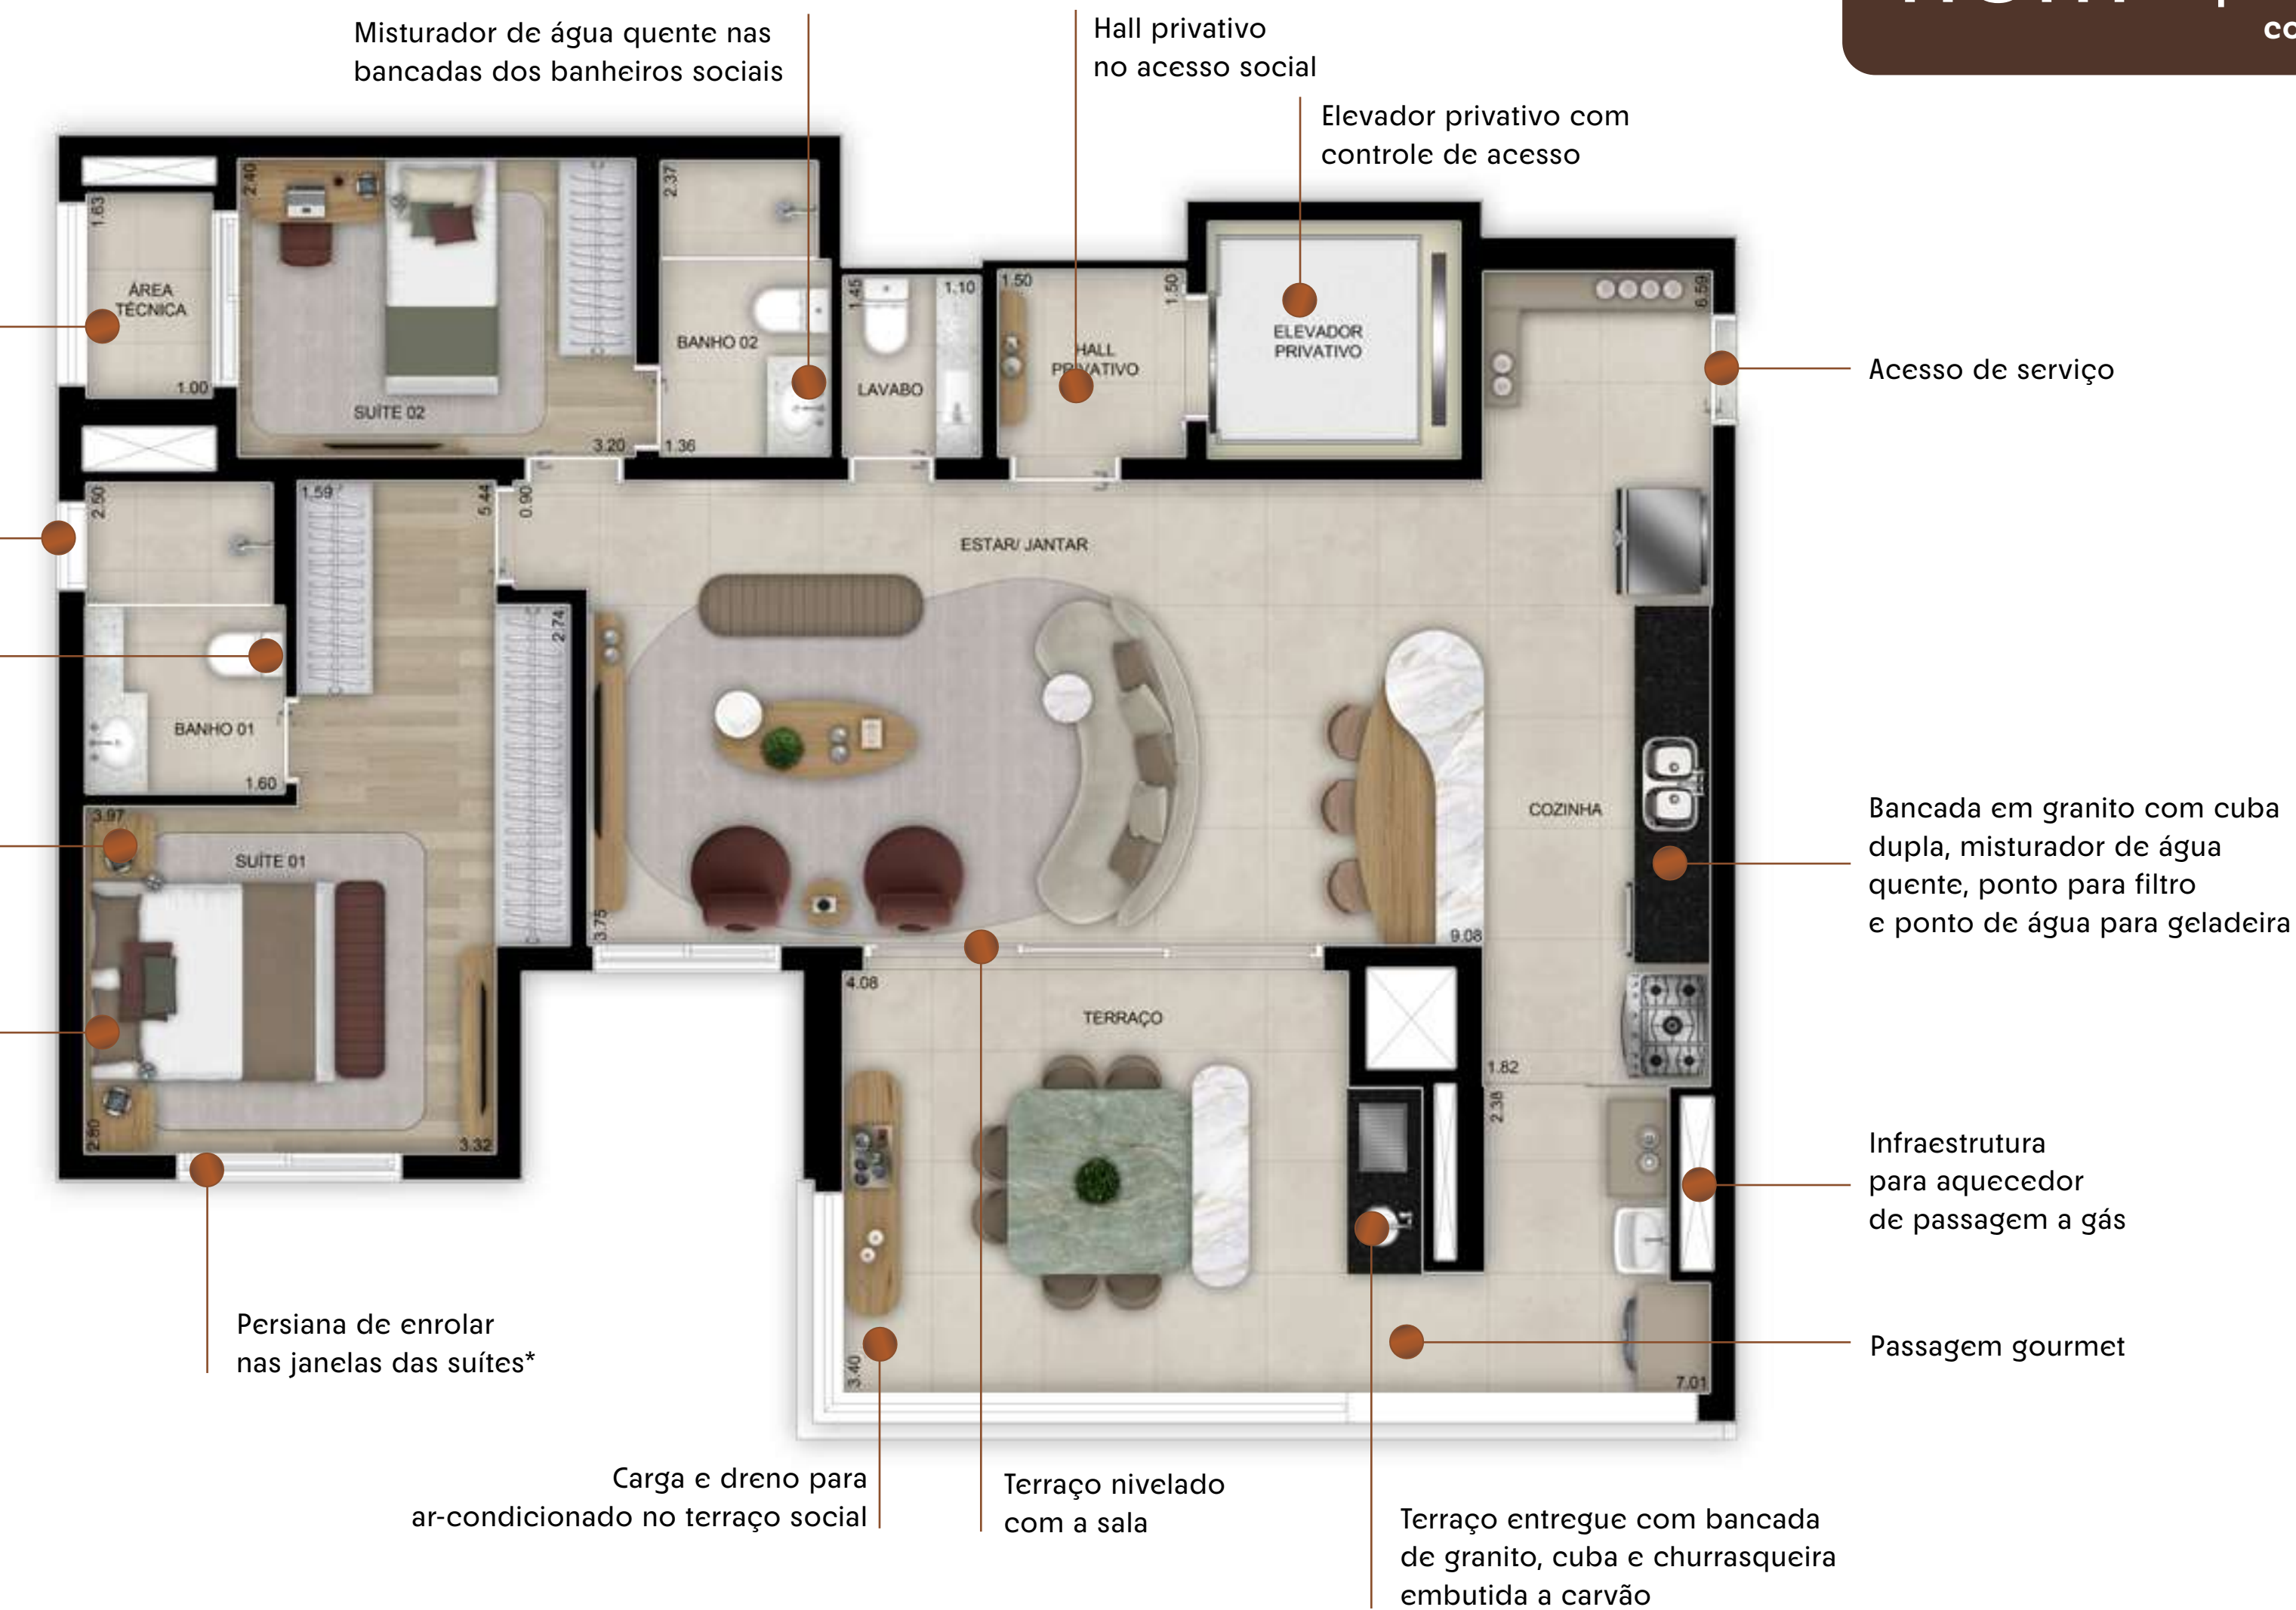 co
Misturador de água quente nas
bancadas dos banheiros sociais
Hall privativo
no acesso social
Elevador privativo com
controle de acesso
2.40
2.37
1.63
ÁREA
TÉCNICA
1.00
SUÍTE 02
3.20
BANHO 02
1.36
1.45
1.10
LAVABO
1.50
1.50
HALL
PRIVATIVO
ELEVADOR
PRIVATIVO
6.59
Acesso de serviço
2.50
1.59
5.44
0.90
ESTAR/ JANTAR
2.74
BANHO 01
1.60
3.97
SUÍTE 01
COZINHA
Bancada em granito com cuba
dupla, misturador de água
quente, ponto para filtro
e ponto de água para geladeira
3.75
9.08
4.08
TERRAÇO
1.82
2.38
2.80
3.32
Infraestrutura
para aquecedor
de passagem a gás
Persiana de enrolar
nas janelas das suítes*
3.40
7.01
Passagem gourmet
Carga e dreno para
ar-condicionado no terraço social
Terraço nivelado
com a sala
Terraço entregue com bancada
de granito, cuba e churrasqueira
embutida a carvão